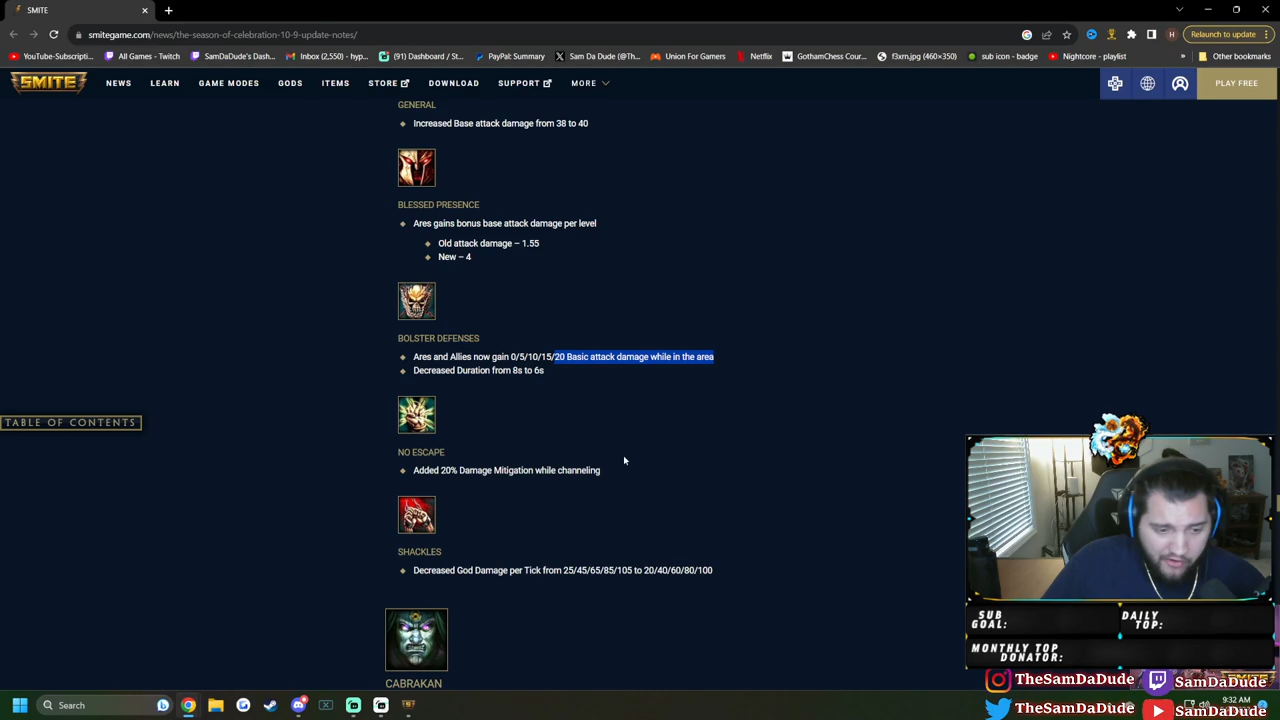 SMITE
smitegame.com/news/the-season-of-celebration-10-9-update-notes/
Relaunch to update
YouTube-Subscripti...
All Games - Twitch
SamDaDude's Dash...
Inbox (2,550) - hyp...
(91) Dashboard | St...
PayPal: Summary
Sam Da Dude (@Th...
Union For Gamers
Netflix
GothamChess Cour...
f3xrn.jpg (460×350)
sub icon - badge
Nightcore - playlist
»
Other bookmarks
SMITE
NEWS
LEARN
GAME MODES
GODS
ITEMS
STORE
DOWNLOAD
SUPPORT
MORE
PLAY FREE
GENERAL
Increased Base attack damage from 38 to 40
BLESSED PRESENCE
Ares gains bonus base attack damage per level
Old attack damage – 1.55
New – 4
BOLSTER DEFENSES
Ares and Allies now gain 0/5/10/15/20 Basic attack damage while in the area
Decreased Duration from 8s to 6s
TABLE OF CONTENTS
NO ESCAPE
Added 20% Damage Mitigation while channeling
SHACKLES
Decreased God Damage per Tick from 25/45/65/85/105 to 20/40/60/80/100
CABRAKAN
SUB GOAL:
DAILY TOP:
MONTHLY TOP DONATOR:
TheSamDaDude
SamDaDude
TheSamDaDude
SamDaDude
Search
9:32 AM